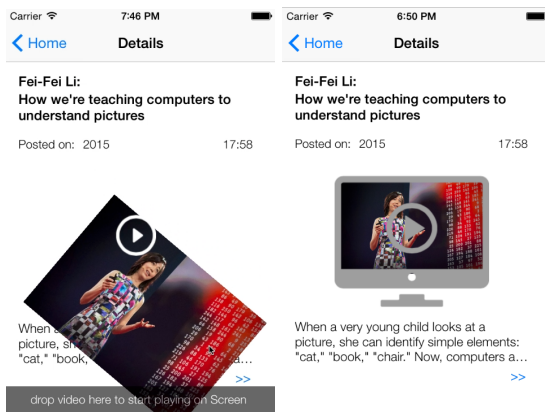 Carrier 7:46 PM
Home Details
Fei-Fei Li:
How we're teaching computers to
understand pictures
Posted on: 2015 17:58
When a
picture, sh
"cat," "book, a...
>>
drop video here to start playing on Screen
Carrier 6:50 PM
Home Details
Fei-Fei Li:
How we're teaching computers to
understand pictures
Posted on: 2015 17:58
When a very young child looks at a
picture, she can identify simple elements:
"cat," "book," "chair." Now, computers a...
>>